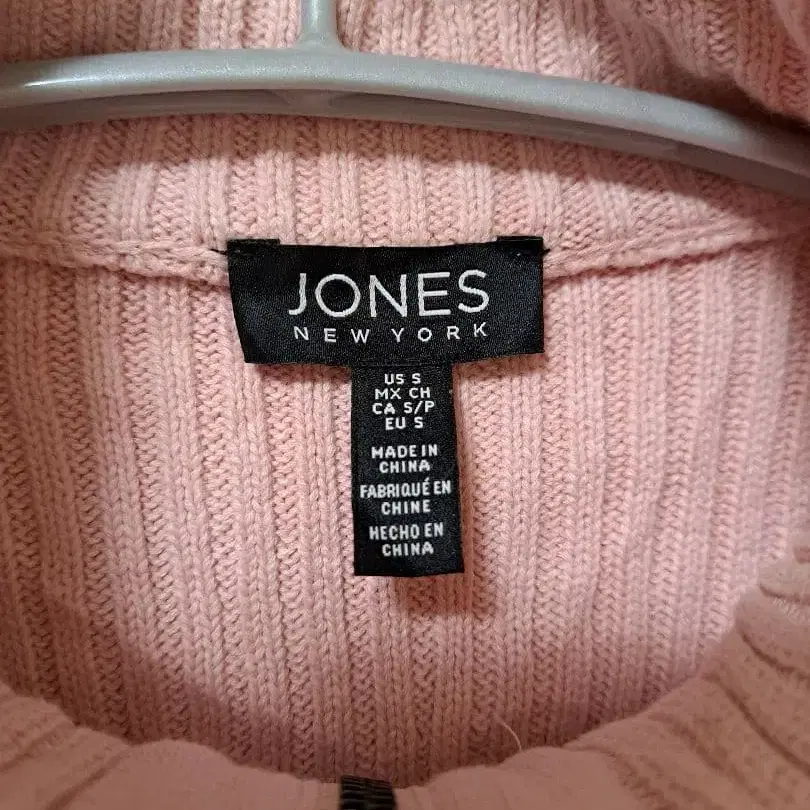 JONES
NEW YORK
US S
MX CH
CA S/P
EU S
MADE IN
CHINA
FABRIQUÉ EN
CHINE
HECHO EN
CHINA